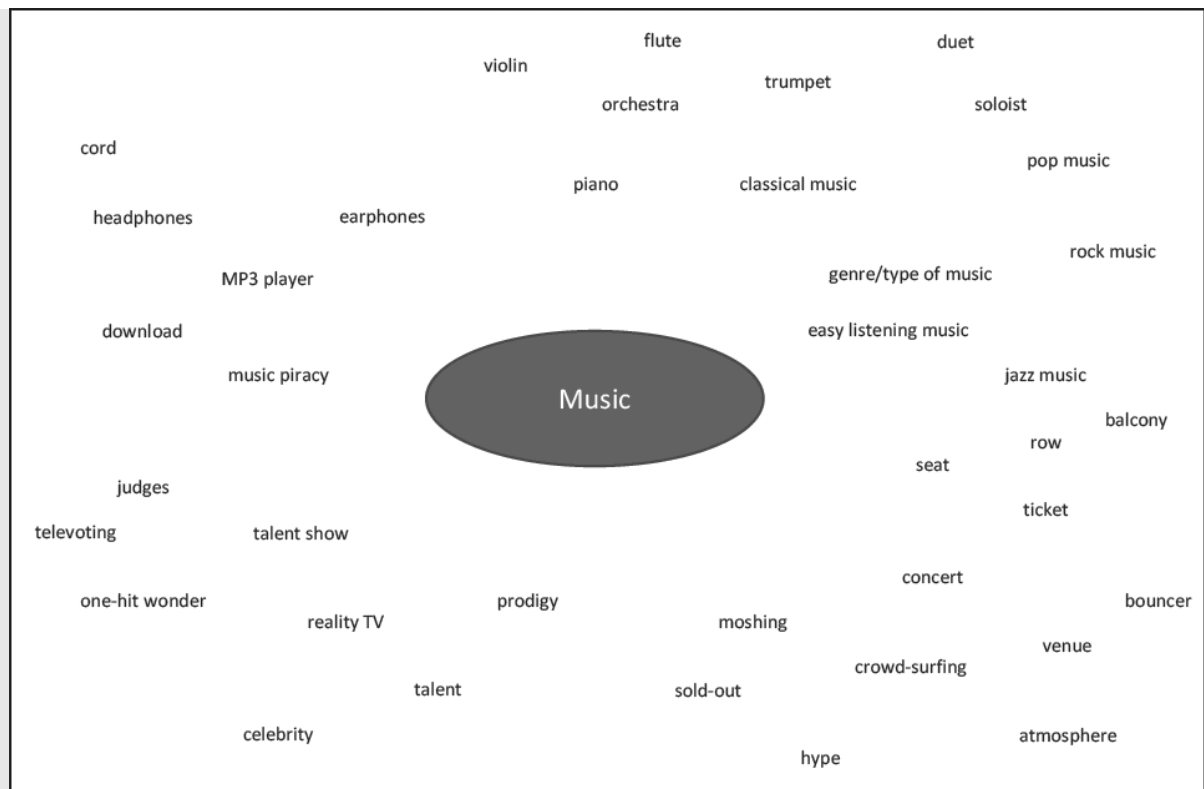 flute
duet
violin
trumpet
orchestra
soloist
cord
pop music
piano
classical music
headphones
earphones
rock music
genre/type of music
MP3 player
download
easy listening music
music piracy
jazz music
Music
balcony
row
seat
judges
ticket
televoting
talent show
concert
one-hit wonder
prodigy
bouncer
reality TV
moshing
venue
crowd-surfing
talent
sold-out
celebrity
atmosphere
hype